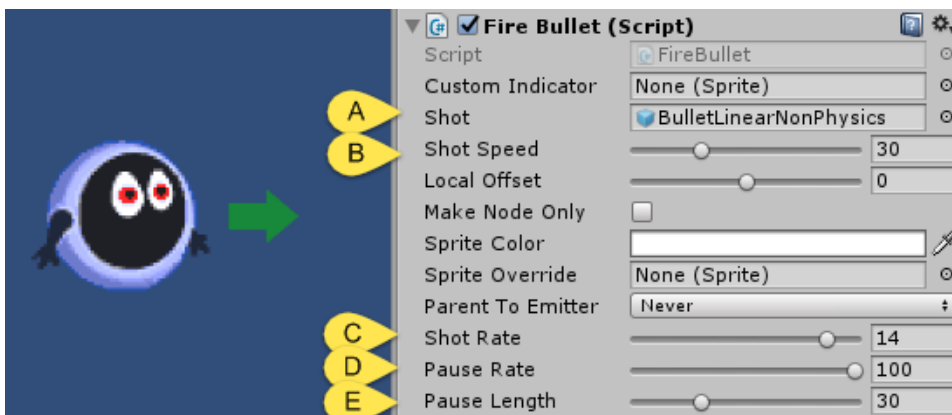 Fire Bullet (Script)
Script FireBullet
Custom Indicator None (Sprite)
A Shot BulletLinearNonPhysics
B Shot Speed 30
Local Offset 0
Make Node Only
Sprite Color
Sprite Override None (Sprite)
Parent To Emitter Never
C Shot Rate 14
D Pause Rate 100
E Pause Length 30